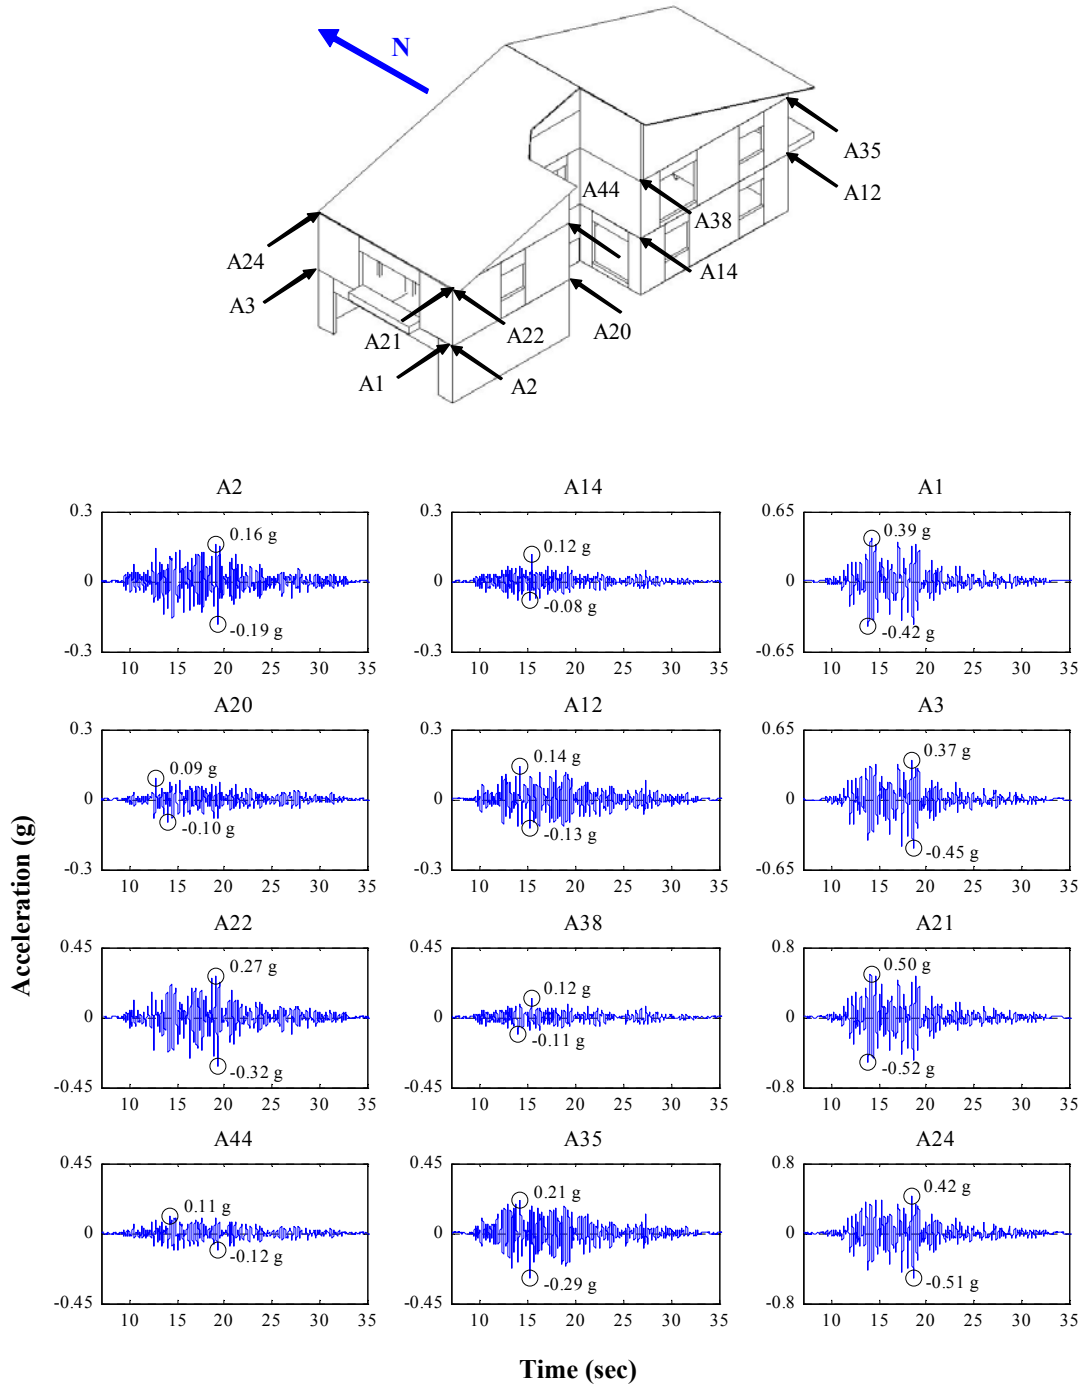 N
A35
A44
A12
A38
A24
A14
A3
A21
A22
A20
A1
A2
A2
A14
A1
0.3
0.3
0.65
0.16 g
0.12 g
0.39 g
0
0
0
-0.19 g
-0.08 g
-0.42 g
-0.3
-0.3
-0.65
10 15 20 25 30 35
10 15 20 25 30 35
10 15 20 25 30 35
A20
A12
A3
0.3
0.3
0.65
0.09 g
0.14 g
0.37 g
0
0
0
-0.10 g
-0.13 g
-0.45 g
-0.3
-0.3
-0.65
10 15 20 25 30 35
10 15 20 25 30 35
10 15 20 25 30 35
Acceleration (g)
A22
A38
A21
0.45
0.45
0.8
0.27 g
0.12 g
0.50 g
0
0
0
-0.32 g
-0.11 g
-0.52 g
-0.45
-0.45
-0.8
10 15 20 25 30 35
10 15 20 25 30 35
10 15 20 25 30 35
A44
A35
A24
0.45
0.45
0.8
0.11 g
0.21 g
0.42 g
0
0
0
-0.12 g
-0.29 g
-0.51 g
-0.45
-0.45
-0.8
10 15 20 25 30 35
10 15 20 25 30 35
10 15 20 25 30 35
Time (sec)